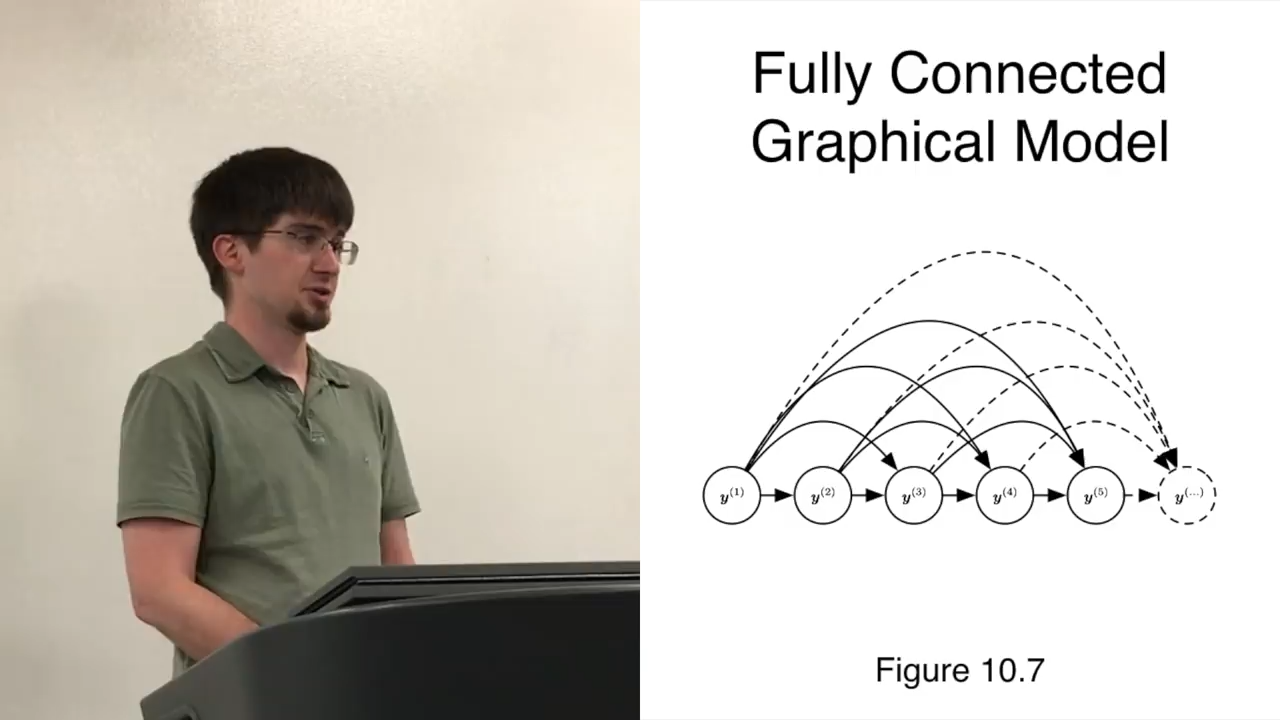 Fully Connected
Graphical Model
y(1) y(2) y(3) y(4) y(5) y(...)
Figure 10.7